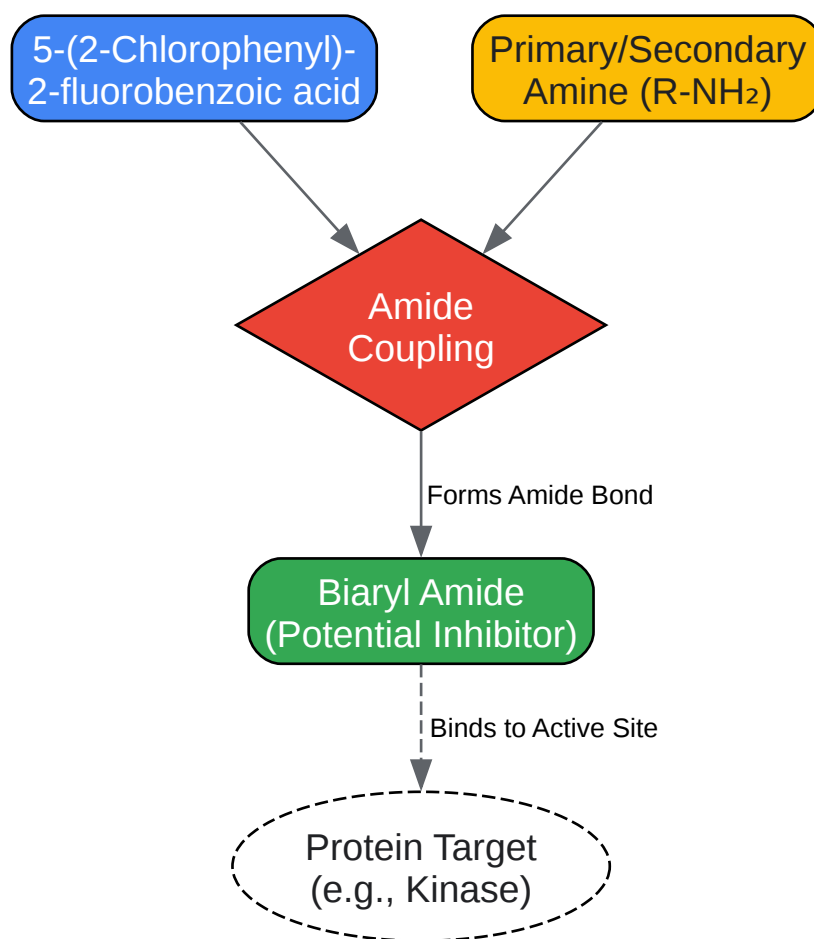 5-(2-Chlorophenyl)-
2-fluorobenzoic acid
Primary/Secondary
Amine (R-NH₂)
Amide
Coupling
Forms Amide Bond
Biaryl Amide
(Potential Inhibitor)
Binds to Active Site
Protein Target
(e.g., Kinase)